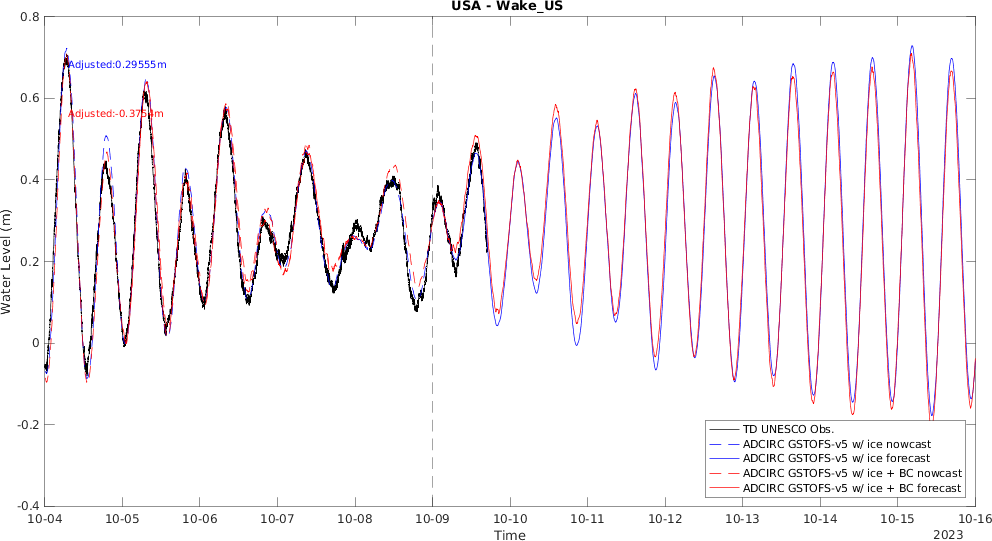 USA - Wake_US
0.8
0.6
0.4
0.2
0
-0.2
-0.4
Water Level (m)
Adjusted:0.29555m
TD UNESCO Obs.
ADCIRC GSTOFS-v5 w/ ice nowcast
ADCIRC GSTOFS-v5 w/ ice forecast
ADCIRC GSTOFS-v5 w/ ice + BC nowcast
ADCIRC GSTOFS-v5 w/ ice + BC forecast
10-04 10-05 10-06 10-07 10-08 10-09 10-10 10-11 10-12 10-13 10-14 10-15 10-16
Time
2023